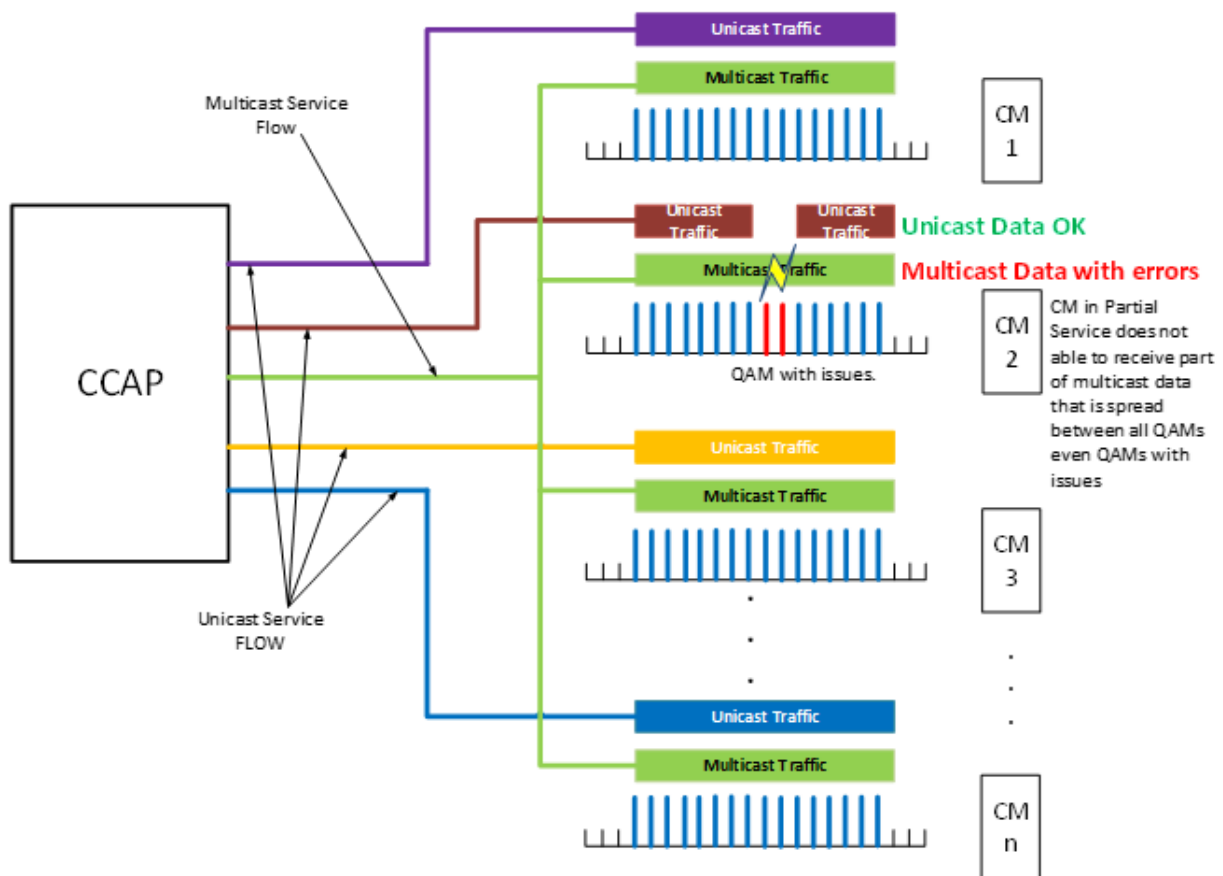 Unicast Traffic
Multicast Traffic
Multicast Service
Flow
CM
1
Unicast
Traffic
Unicast
Traffic
Unicast Data OK
Multicast Traffic
Multicast Data with errors
CCAP
CM
2
CM in Partial
Service does not
able to receive part
of multicast data
that is spread
between all QAMs
even QAMs with
issues
QAM with issues.
Unicast Traffic
Multicast Traffic
CM
3
Unicast Service
FLOW
Unicast Traffic
Multicast Traffic
CM
n